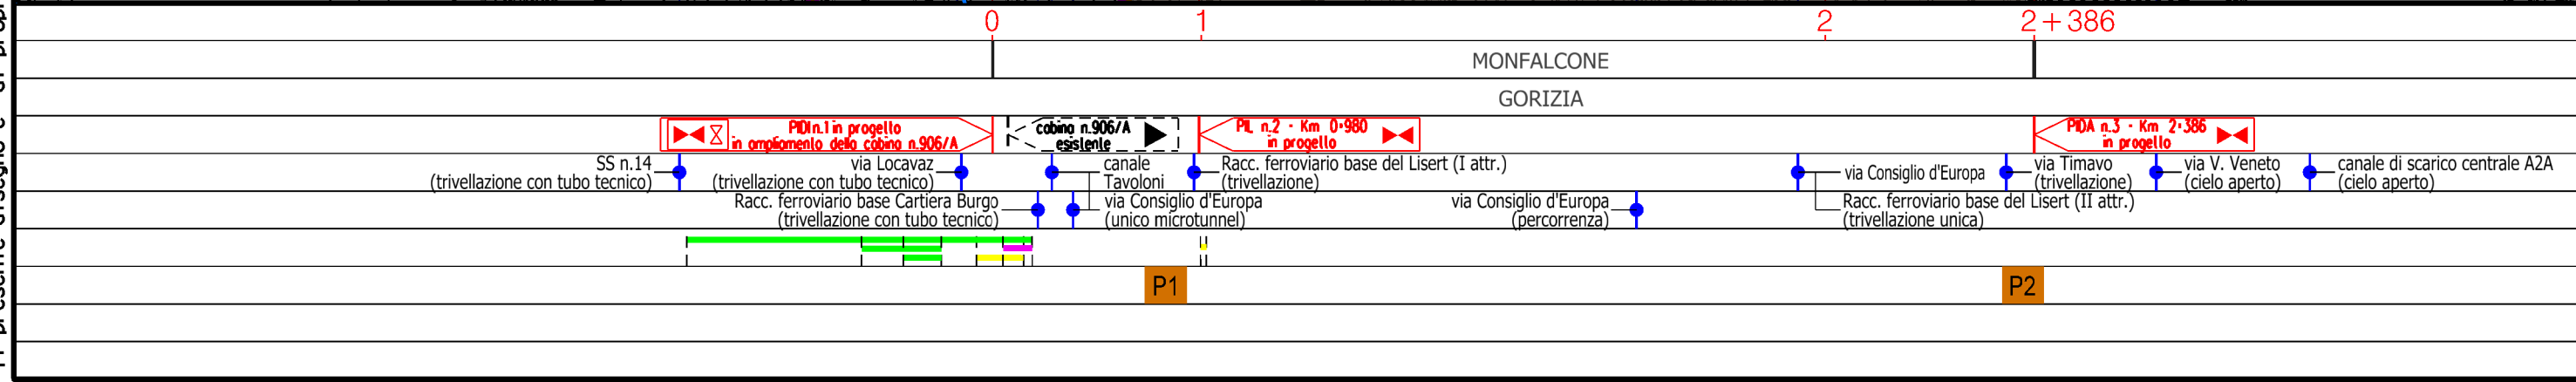 0 1 2 2+386
MONFALCONE
GORIZIA
PIDI n.1 in progetto
in ampliamento della cabina n.906/A
cabina n.906/A
esistente
PIL n.2 - Km 0+980
in progetto
PIDA n.3 - Km 2+386
in progetto
SS n.14
(trivellazione con tubo tecnico)
via Locavaz
(trivellazione con tubo tecnico)
canale
Tavoloni
Racc. ferroviario base del Lisert (I attr.)
(trivellazione)
via Consiglio d'Europa
via Timavo
(trivellazione)
via V. Veneto
(cielo aperto)
canale di scarico centrale A2A
(cielo aperto)
Racc. ferroviario base Cartiera Burgo
(trivellazione con tubo tecnico)
via Consiglio d'Europa
(unico microtunnel)
via Consiglio d'Europa
(percorrenza)
Racc. ferroviario base del Lisert (II attr.)
(trivellazione unica)
P1 P2